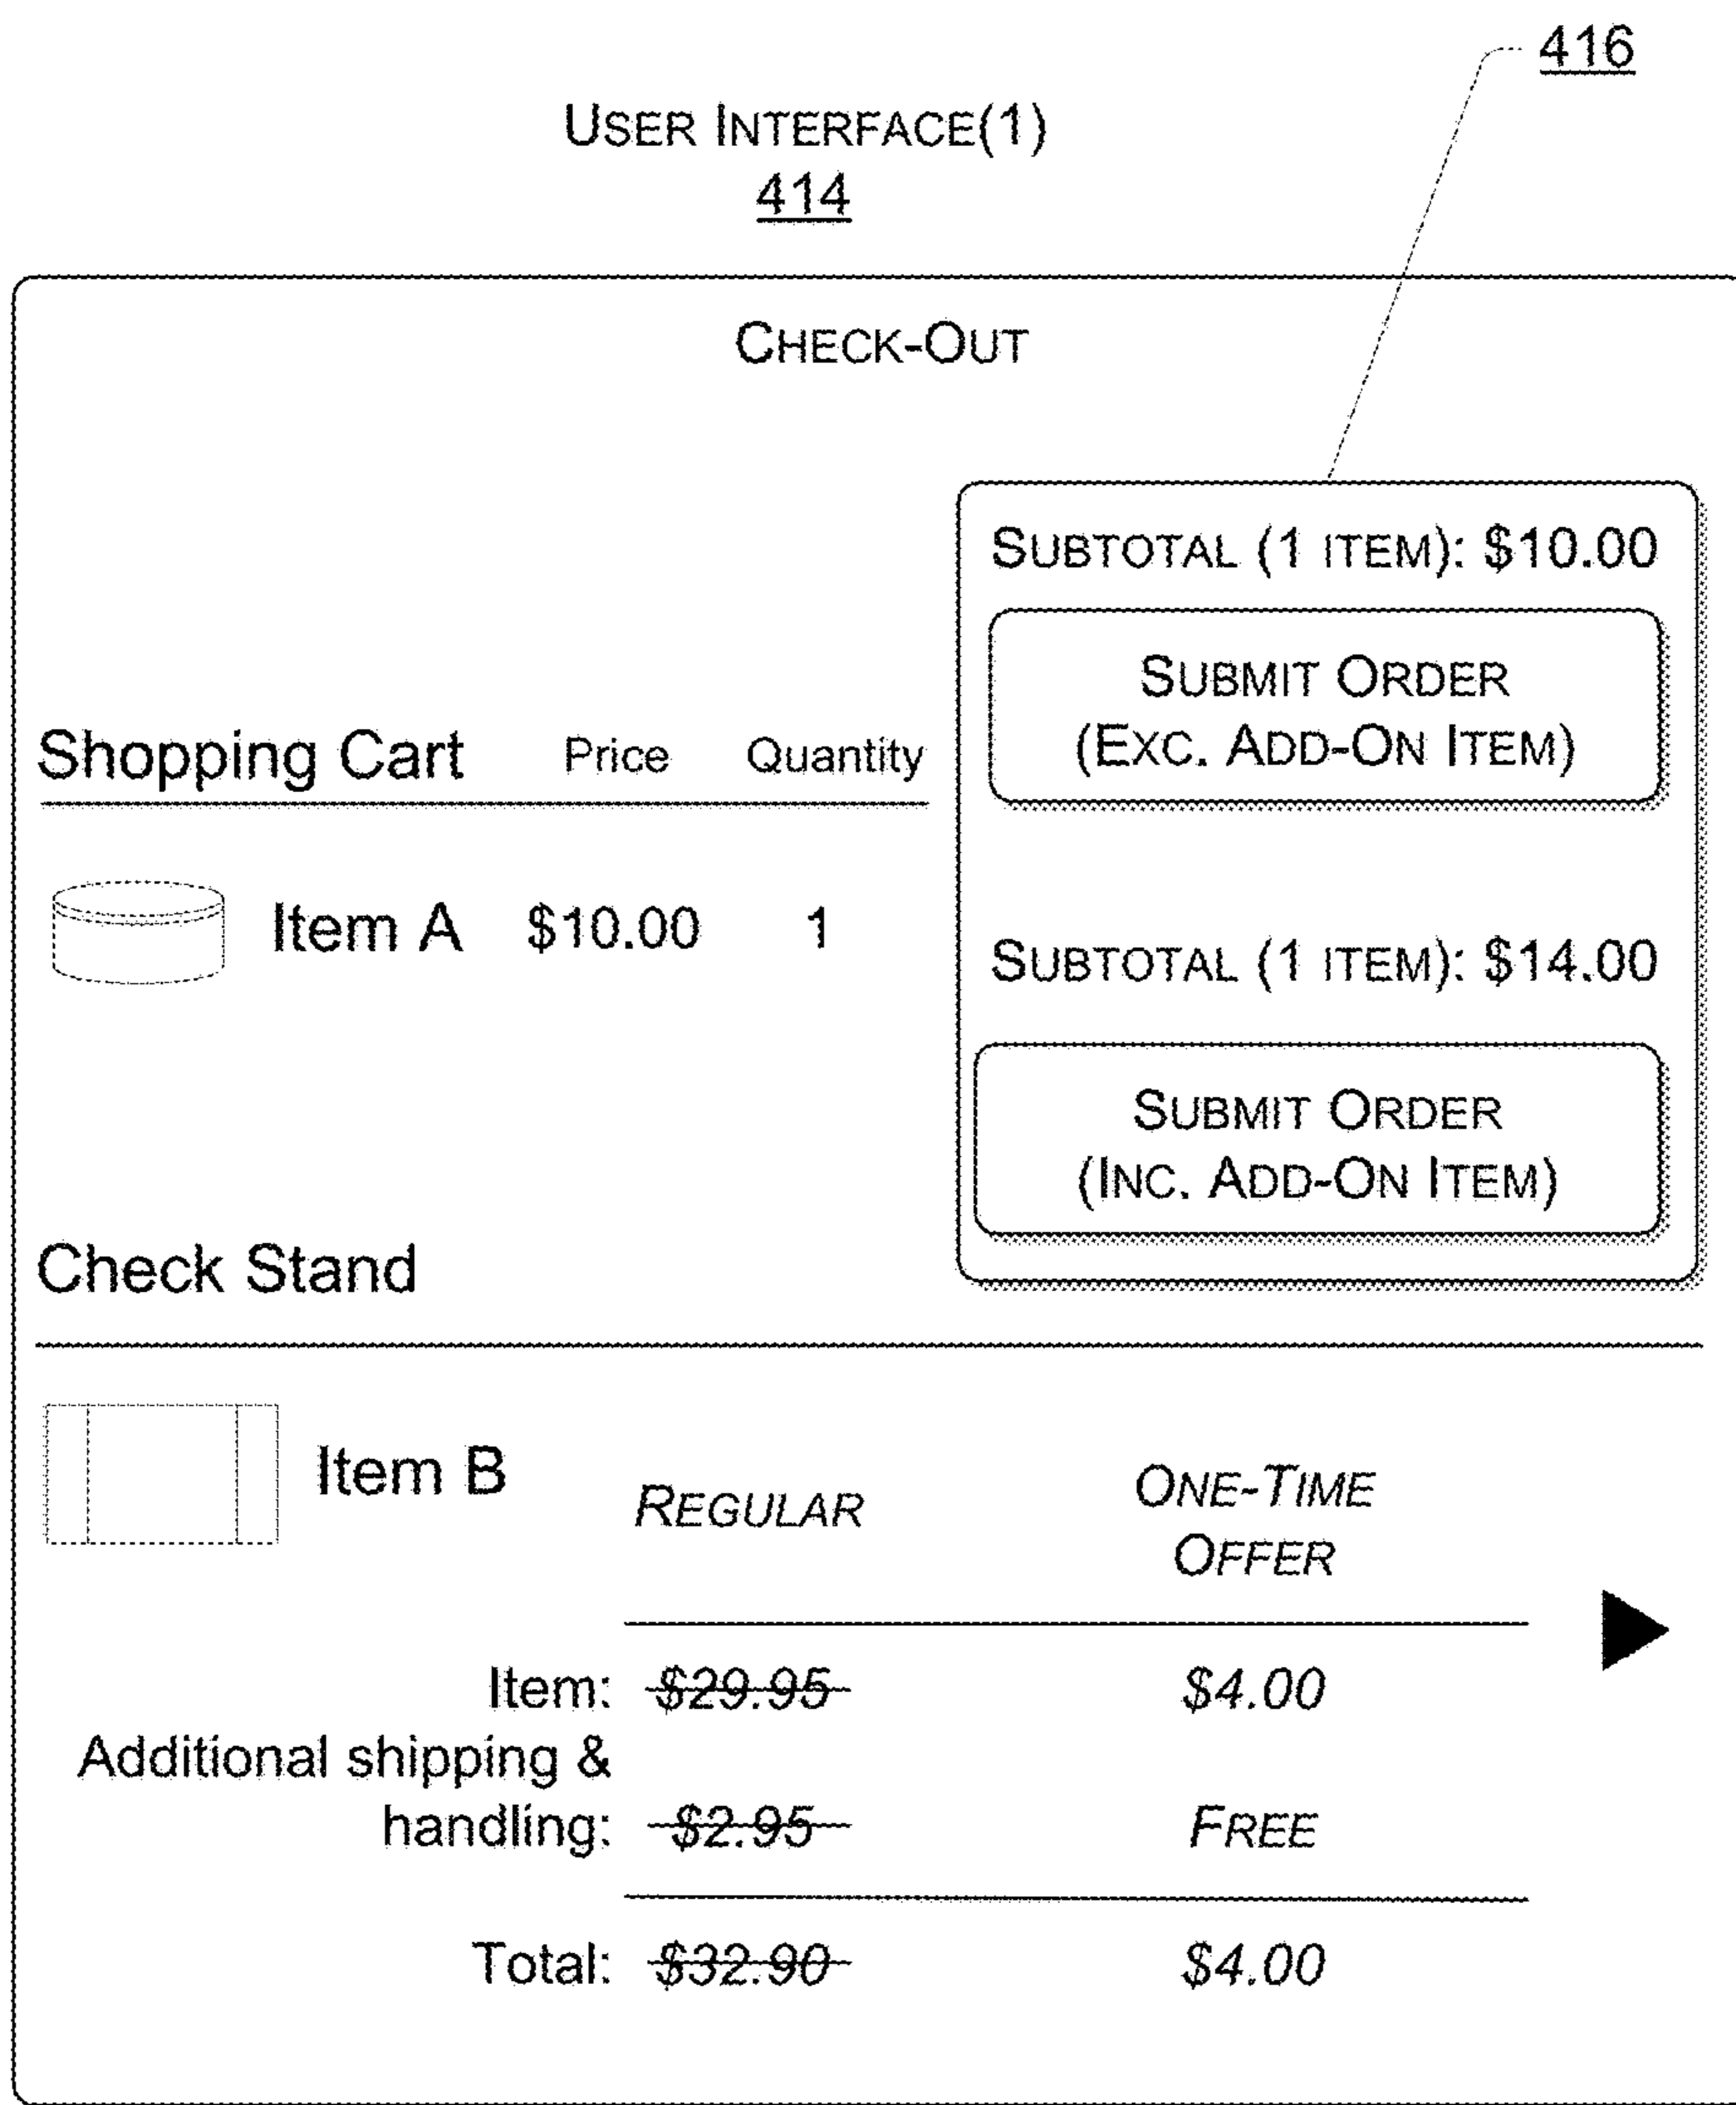 416
USER INTERFACE(1)
414
CHECK-OUT
SUBTOTAL (1 ITEM): $10.00
SUBMIT ORDER
(EXC. ADD-ON ITEM)
Shopping Cart Price Quantity
Item A $10.00 1
SUBTOTAL (1 ITEM): $14.00
SUBMIT ORDER
(INC. ADD-ON ITEM)
Check Stand
Item B
REGULAR
ONE-TIME
OFFER
Item: $29.95 $4.00
Additional shipping &
handling: $2.95 FREE
Total: $32.90 $4.00